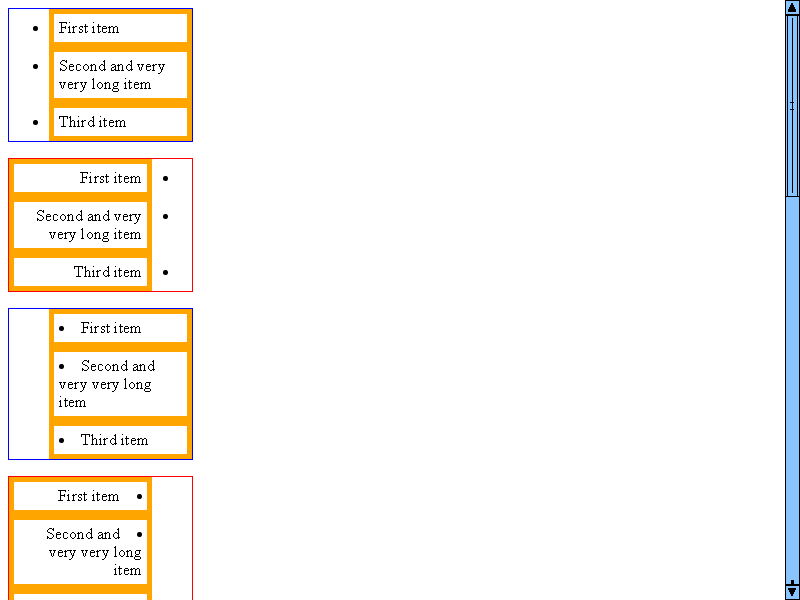 • First item
• Second and very
very long item
• Third item
First item •
Second and very •
very long item
Third item •
• First item
• Second and
very very long
item
• Third item
First item •
Second and •
very very long
item